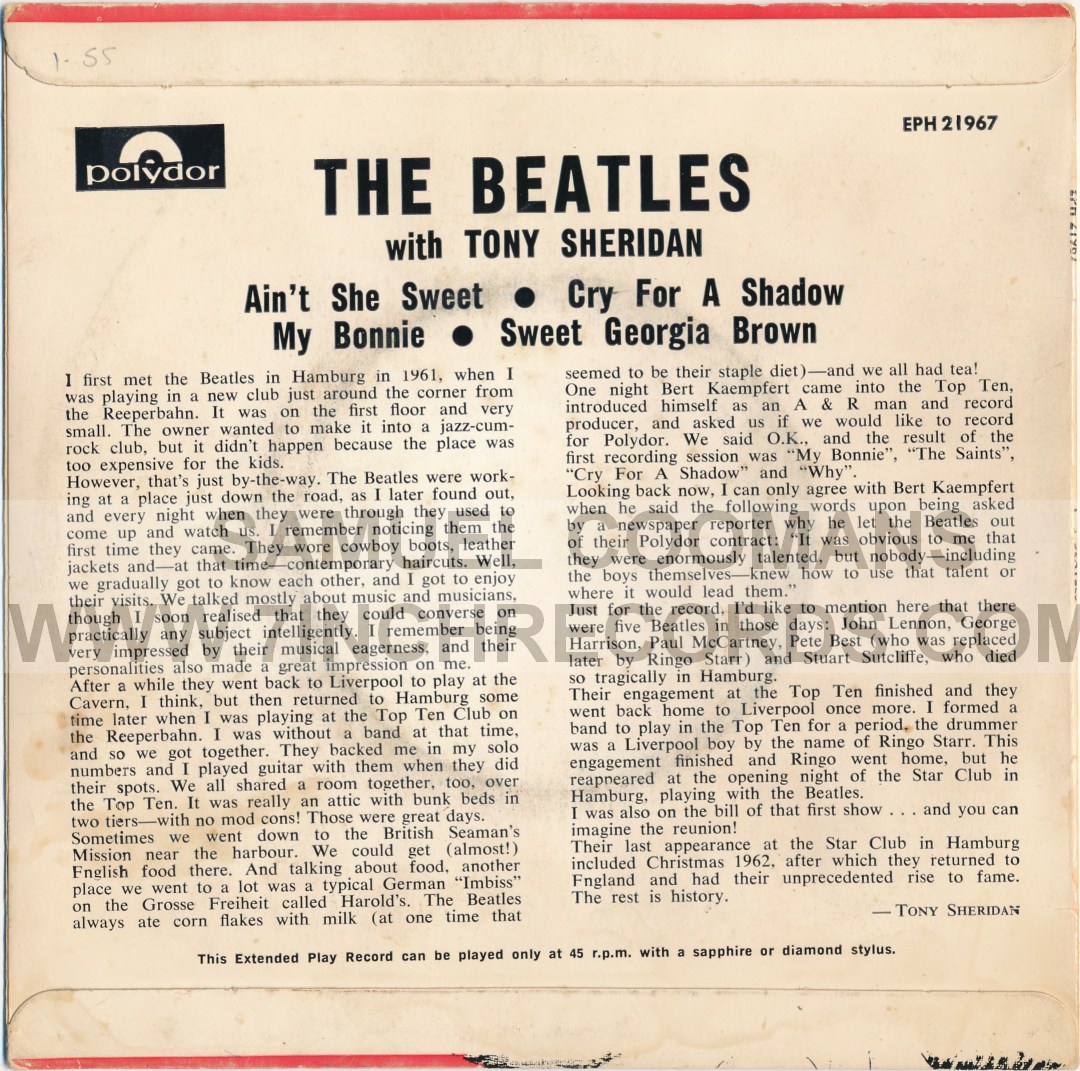 1-55
polydor
EPH 21967
THE BEATLES
with TONY SHERIDAN
Ain't She Sweet ● Cry For A Shadow
My Bonnie ● Sweet Georgia Brown
I first met the Beatles in Hamburg in 1961, when I
was playing in a new club just around the corner from
the Reeperbahn. It was on the first floor and very
small. The owner wanted to make it into a jazz-cum-
rock club, but it didn't happen because the place was
too expensive for the kids.
However, that's just by-the-way. The Beatles were work-
ing at a place just down the road, as I later found out,
and every night when they were through they used to
come up and watch us. I remember noticing them the
first time they came. They wore cowboy boots, leather
jackets and—at that time—contemporary haircuts. Well,
we gradually got to know each other, and I got to enjoy
their visits. We talked mostly about music and musicians,
though I soon realised that they could converse on
practically any subject intelligently. I remember being
very impressed by their musical eagerness, and their
personalities also made a great impression on me.
After a while they went back to Liverpool to play at the
Cavern, I think, but then returned to Hamburg some
time later when I was playing at the Top Ten Club on
the Reeperbahn. I was without a band at that time,
and so we got together. They backed me in my solo
numbers and I played guitar with them when they did
their spots. We all shared a room together, too, over
the Top Ten. It was really an attic with bunk beds in
two tiers—with no mod cons! Those were great days.
Sometimes we went down to the British Seaman's
Mission near the harbour. We could get (almost!)
English food there. And talking about food, another
place we went to a lot was a typical German "Imbiss"
on the Grosse Freiheit called Harold's. The Beatles
always ate corn flakes with milk (at one time that
seemed to be their staple diet)—and we all had tea!
One night Bert Kaempfert came into the Top Ten,
introduced himself as an A & R man and record
producer, and asked us if we would like to record
for Polydor. We said O.K., and the result of the
first recording session was "My Bonnie", "The Saints",
"Cry For A Shadow" and "Why".
Looking back now, I can only agree with Bert Kaempfert
when he said the following words upon being asked
by a newspaper reporter why he let the Beatles out
of their Polydor contract: "It was obvious to me that
they were enormously talented, but nobody—including
the boys themselves—knew how to use that talent or
where it would lead them."
Just for the record, I'd like to mention here that there
were five Beatles in those days: John Lennon, George
Harrison, Paul McCartney, Pete Best (who was replaced
later by Ringo Starr) and Stuart Sutcliffe, who died
so tragically in Hamburg.
Their engagement at the Top Ten finished and they
went back home to Liverpool once more. I formed a
band to play in the Top Ten for a period, the drummer
was a Liverpool boy by the name of Ringo Starr. This
engagement finished and Ringo went home, but he
reappeared at the opening night of the Star Club in
Hamburg, playing with the Beatles.
I was also on the bill of that first show . . . and you can
imagine the reunion!
Their last appearance at the Star Club in Hamburg
included Christmas 1962, after which they returned to
England and had their unprecedented rise to fame.
The rest is history.
—TONY SHERIDAN
This Extended Play Record can be played only at 45 r.p.m. with a sapphire or diamond stylus.
SAMUEL COOMANS
WWW.7INCHRECORDS.COM